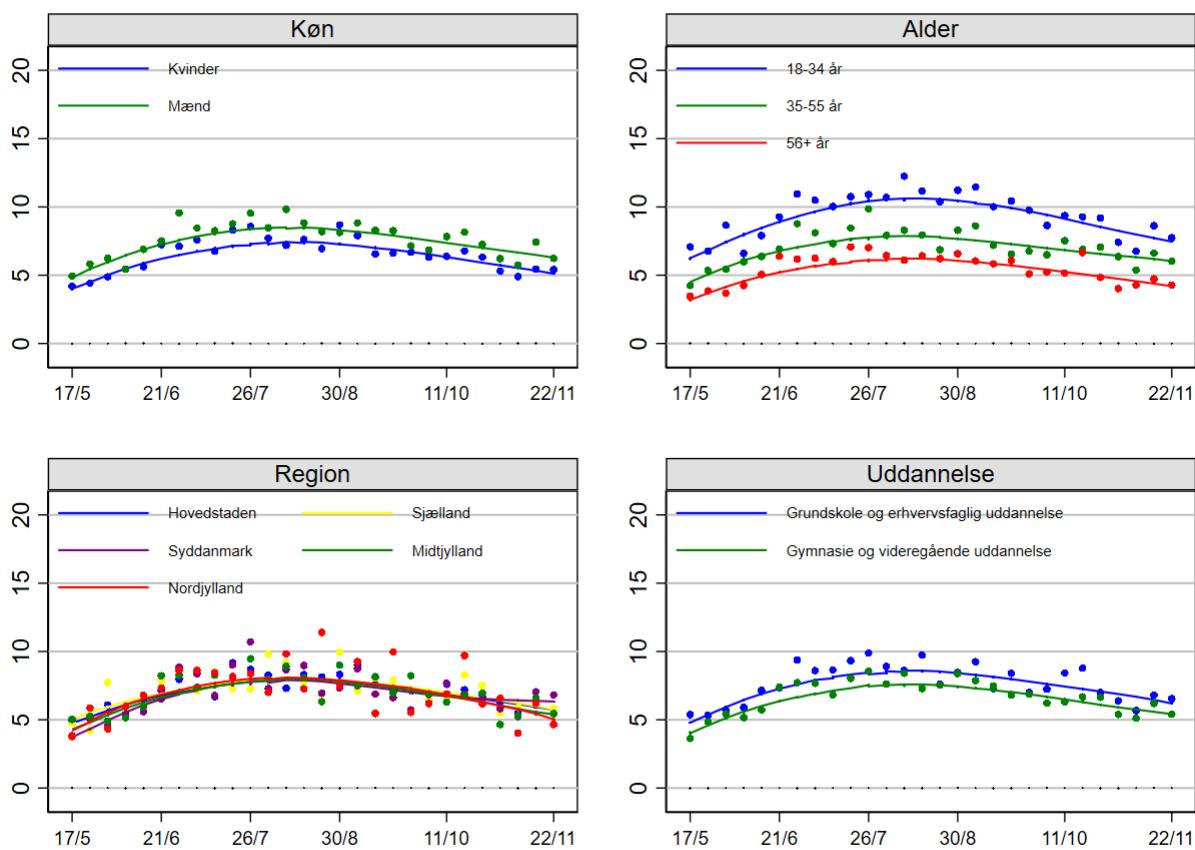 Køn
20
15
10
5
0
Kvinder
Mænd
17/5 21/6 26/7 30/8 11/10 22/11
Alder
20
15
10
5
0
18-34 år
35-55 år
56+ år
17/5 21/6 26/7 30/8 11/10 22/11
Region
20
15
10
5
0
Hovedstaden Sjælland
Syddanmark Midtjylland
Nordjylland
17/5 21/6 26/7 30/8 11/10 22/11
Uddannelse
20
15
10
5
0
Grundskole og erhvervsfaglig uddannelse
Gymnasie og videregående uddannelse
17/5 21/6 26/7 30/8 11/10 22/11